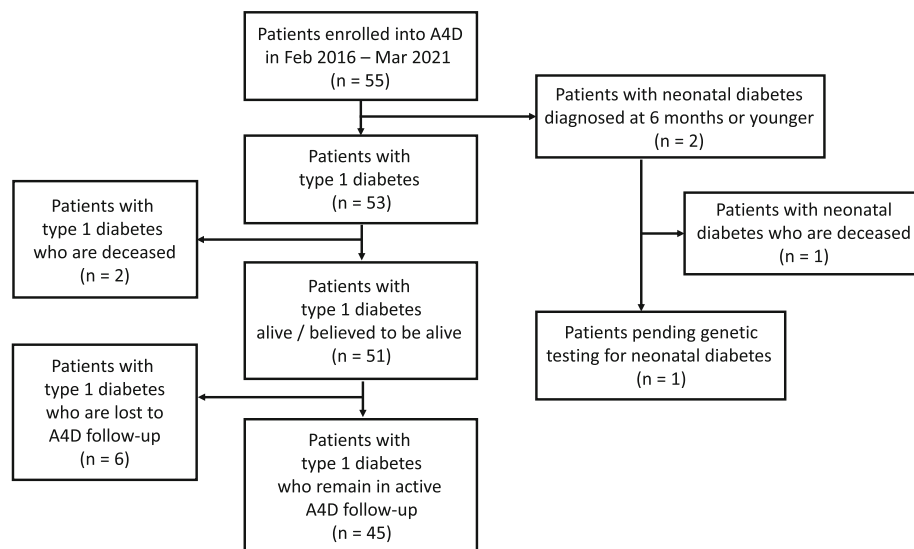 Patients enrolled into A4D
in Feb 2016 – Mar 2021
(n = 55)
Patients with neonatal diabetes
diagnosed at 6 months or younger
(n = 2)
Patients with
type 1 diabetes
(n = 53)
Patients with
type 1 diabetes
who are deceased
(n = 2)
Patients with neonatal
diabetes who are deceased
(n = 1)
Patients with
type 1 diabetes
alive / believed to be alive
(n = 51)
Patients pending genetic
testing for neonatal diabetes
(n = 1)
Patients with
type 1 diabetes
who are lost to
A4D follow-up
(n = 6)
Patients with
type 1 diabetes
who remain in active
A4D follow-up
(n = 45)